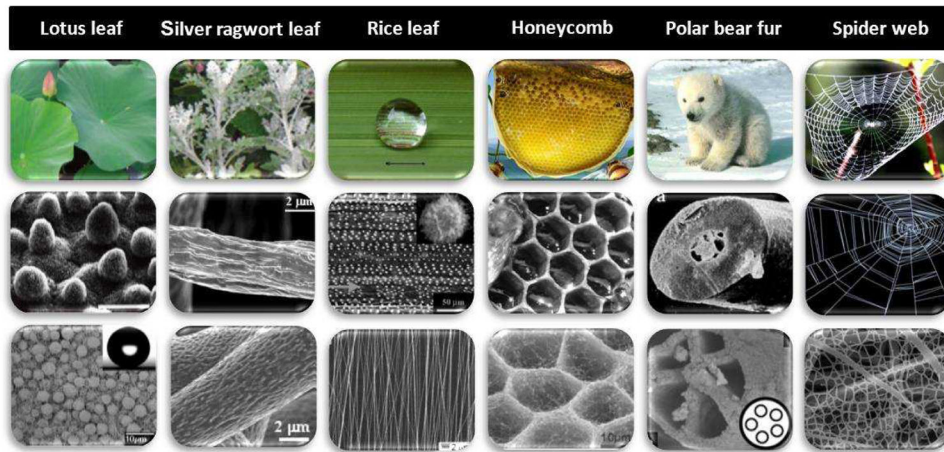 Lotus leaf
Silver ragwort leaf
Rice leaf
Honeycomb
Polar bear fur
Spider web
2 μm
a
50 μm
10μm
2 μm
10μm